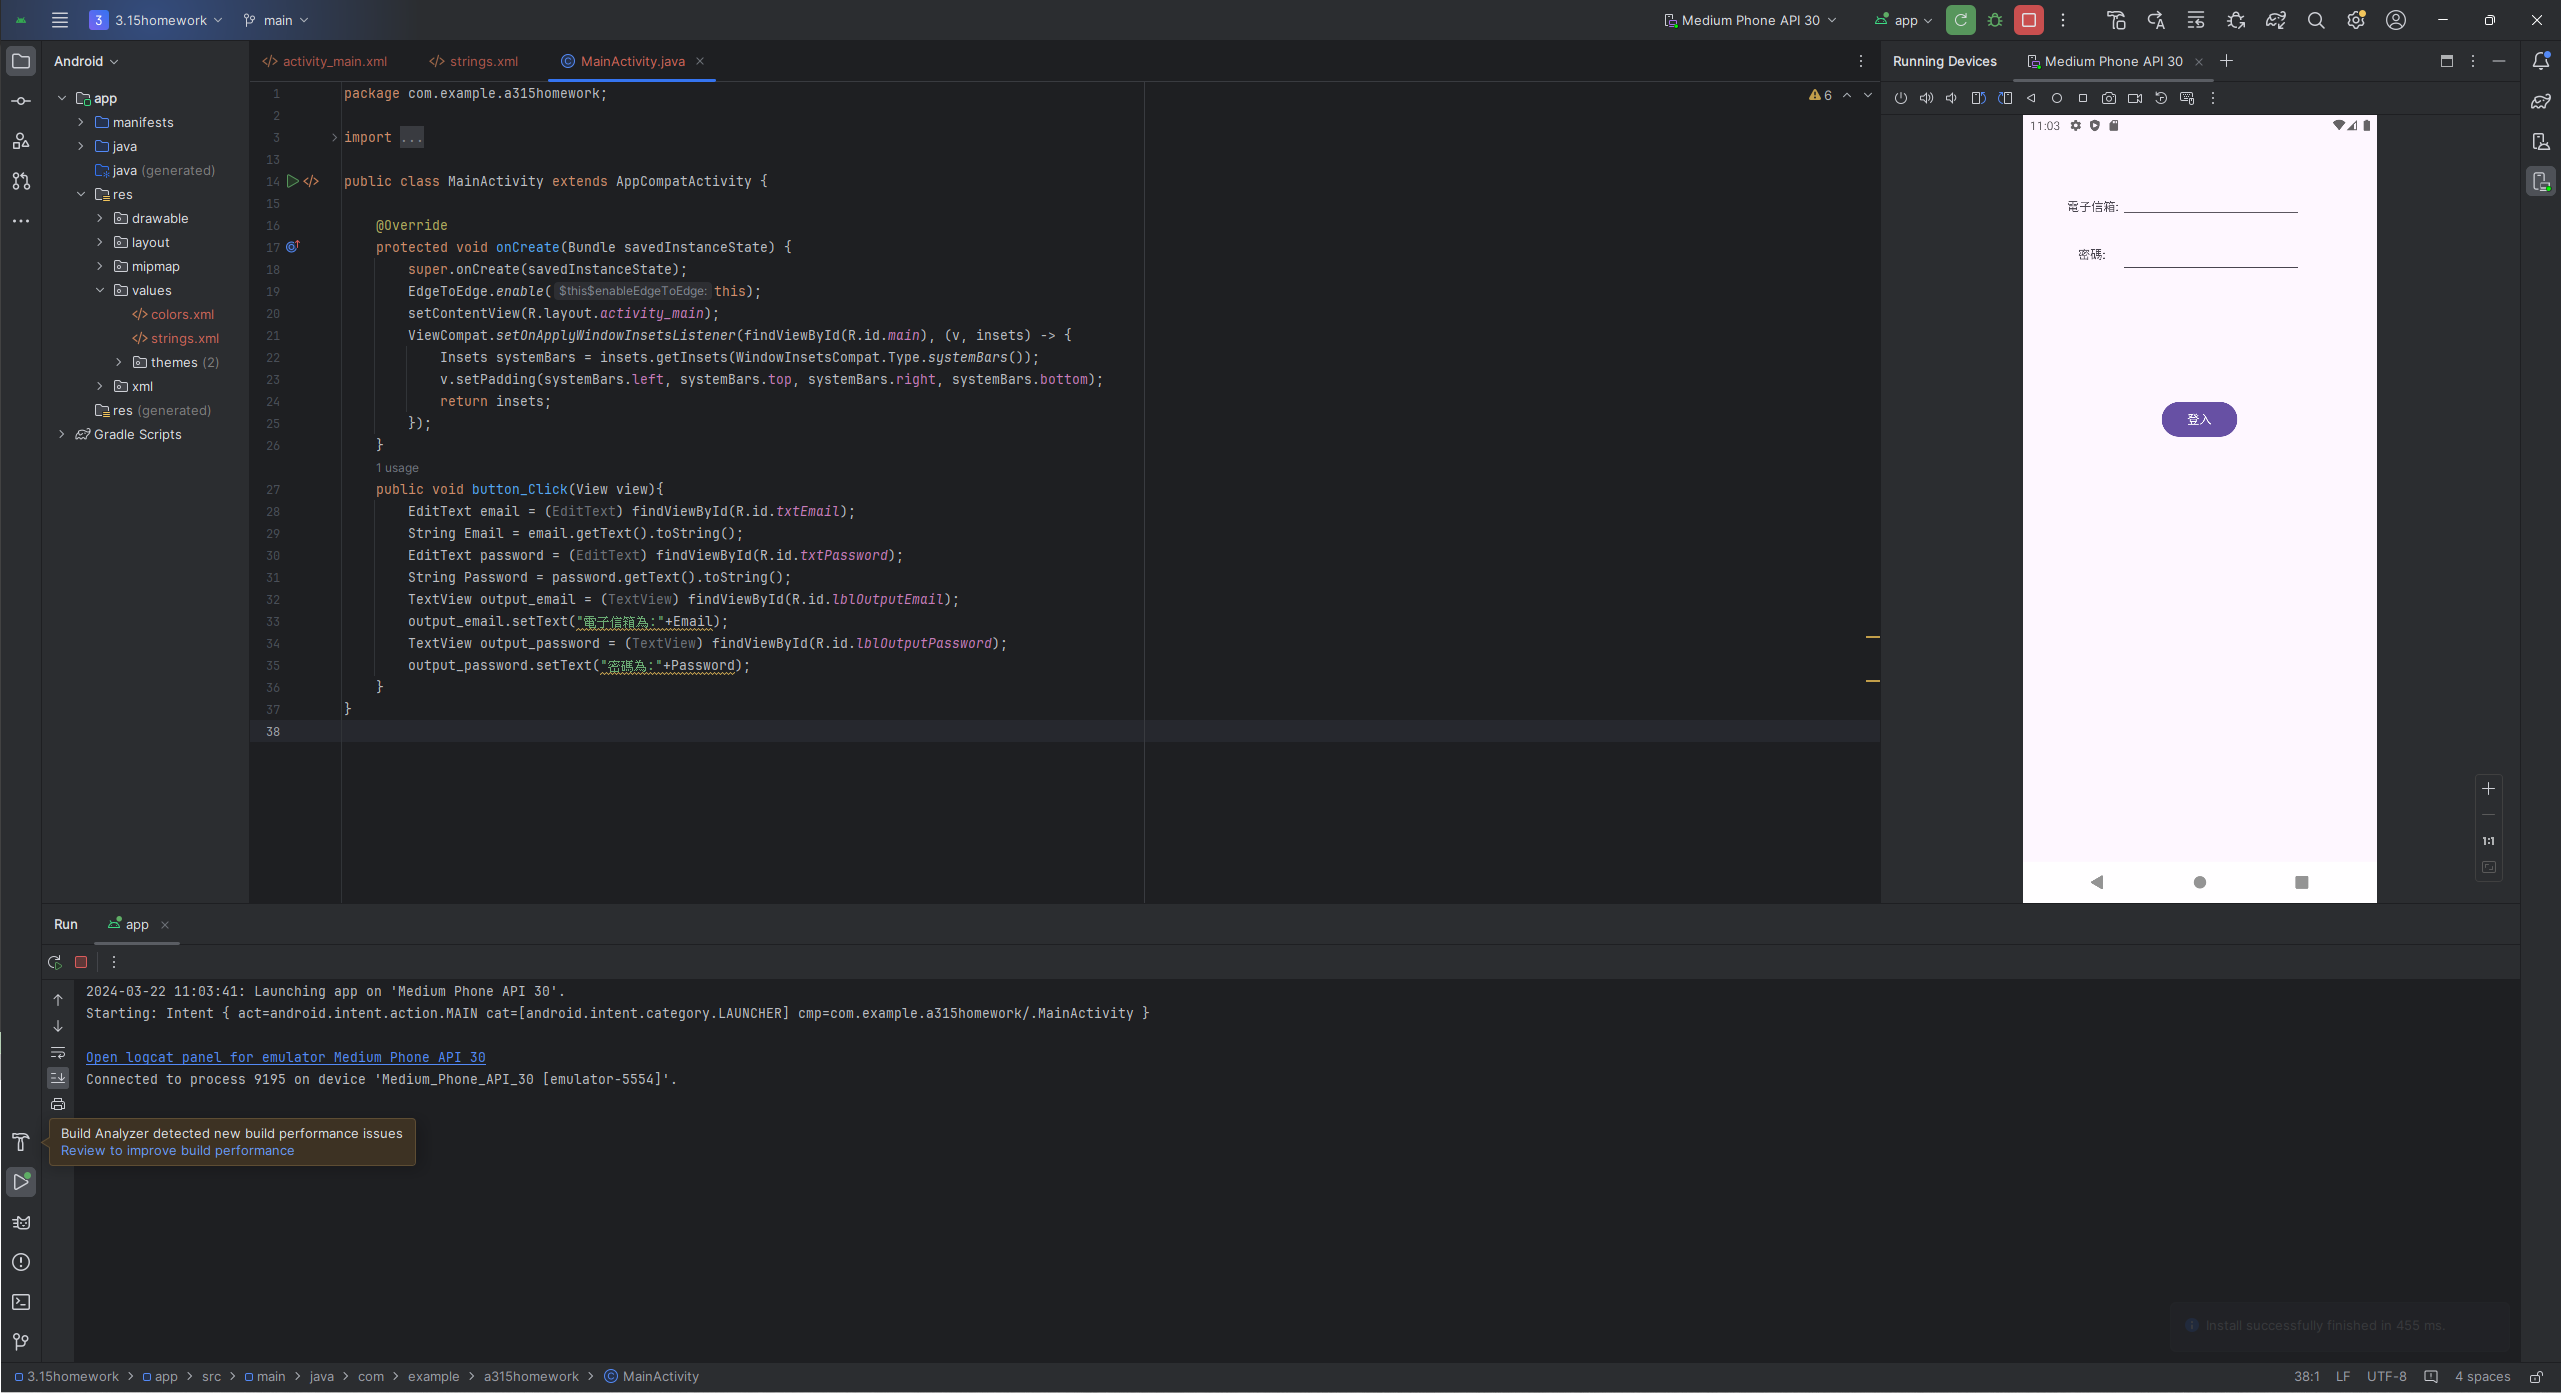 3 3.15homework main Medium Phone API 30 app
Android activity_main.xml strings.xml MainActivity.java Running Devices Medium Phone API 30
app
manifests
java
java (generated)
res
drawable
layout
mipmap
values
colors.xml
strings.xml
themes (2)
xml
res (generated)
Gradle Scripts
6
1 package com.example.a315homework;
2
3 import ...
13
14 public class MainActivity extends AppCompatActivity {
15
16 @Override
17 protected void onCreate(Bundle savedInstanceState) {
18 super.onCreate(savedInstanceState);
19 EdgeToEdge.enable( $this$enableEdgeToEdge: this);
20 setContentView(R.layout.activity_main);
21 ViewCompat.setOnApplyWindowInsetsListener(findViewById(R.id.main), (v, insets) -> {
22 Insets systemBars = insets.getInsets(WindowInsetsCompat.Type.systemBars());
23 v.setPadding(systemBars.left, systemBars.top, systemBars.right, systemBars.bottom);
24 return insets;
25 });
26 }
1 usage
27 public void button_Click(View view){
28 EditText email = (EditText) findViewById(R.id.txtEmail);
29 String Email = email.getText().toString();
30 EditText password = (EditText) findViewById(R.id.txtPassword);
31 String Password = password.getText().toString();
32 TextView output_email = (TextView) findViewById(R.id.lblOutputEmail);
33 output_email.setText("電子信箱為:"+Email);
34 TextView output_password = (TextView) findViewById(R.id.lblOutputPassword);
35 output_password.setText("密碼為:"+Password);
36 }
37 }
38
11:03
電子信箱:
密碼:
登入
1:1
Run app
2024-03-22 11:03:41: Launching app on 'Medium Phone API 30'.
Starting: Intent { act=android.intent.action.MAIN cat=[android.intent.category.LAUNCHER] cmp=com.example.a315homework/.MainActivity }
Open logcat panel for emulator Medium Phone API 30
Connected to process 9195 on device 'Medium_Phone_API_30 [emulator-5554]'.
Build Analyzer detected new build performance issues
Review to improve build performance
Install successfully finished in 455 ms.
3.15homework > app > src > main > java > com > example > a315homework > MainActivity 38:1 LF UTF-8 4 spaces